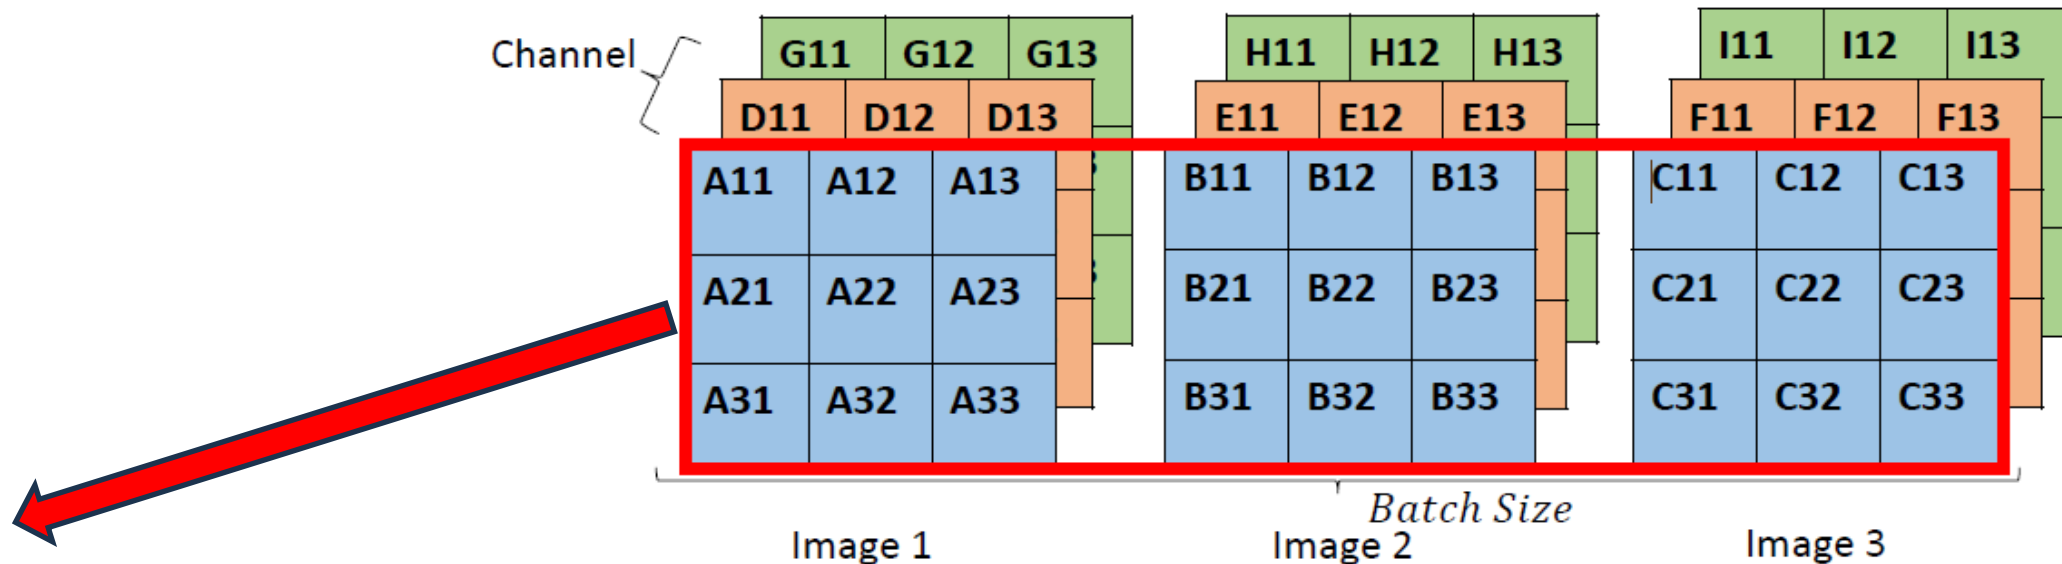 Channel
G11 G12 G13
H11 H12 H13
I11 I12 I13
D11 D12 D13
E11 E12 E13
F11 F12 F13
A11 A12 A13
B11 B12 B13
C11 C12 C13
A21 A22 A23
B21 B22 B23
C21 C22 C23
A31 A32 A33
B31 B32 B33
C31 C32 C33
Batch Size
Image 1
Image 2
Image 3